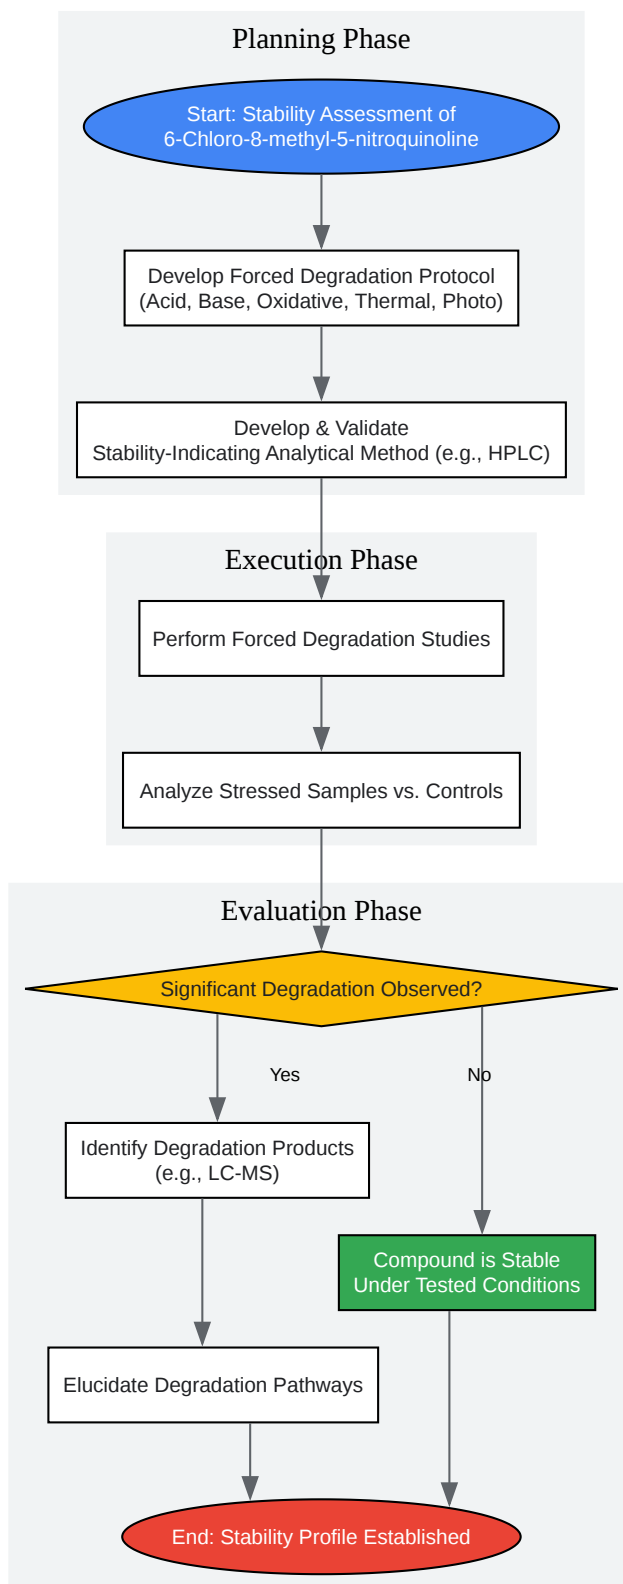 Planning Phase
Start: Stability Assessment of
6-Chloro-8-methyl-5-nitroquinoline
Develop Forced Degradation Protocol
(Acid, Base, Oxidative, Thermal, Photo)
Develop & Validate
Stability-Indicating Analytical Method (e.g., HPLC)
Execution Phase
Perform Forced Degradation Studies
Analyze Stressed Samples vs. Controls
Evaluation Phase
Significant Degradation Observed?
Yes
No
Identify Degradation Products
(e.g., LC-MS)
Compound is Stable
Under Tested Conditions
Elucidate Degradation Pathways
End: Stability Profile Established